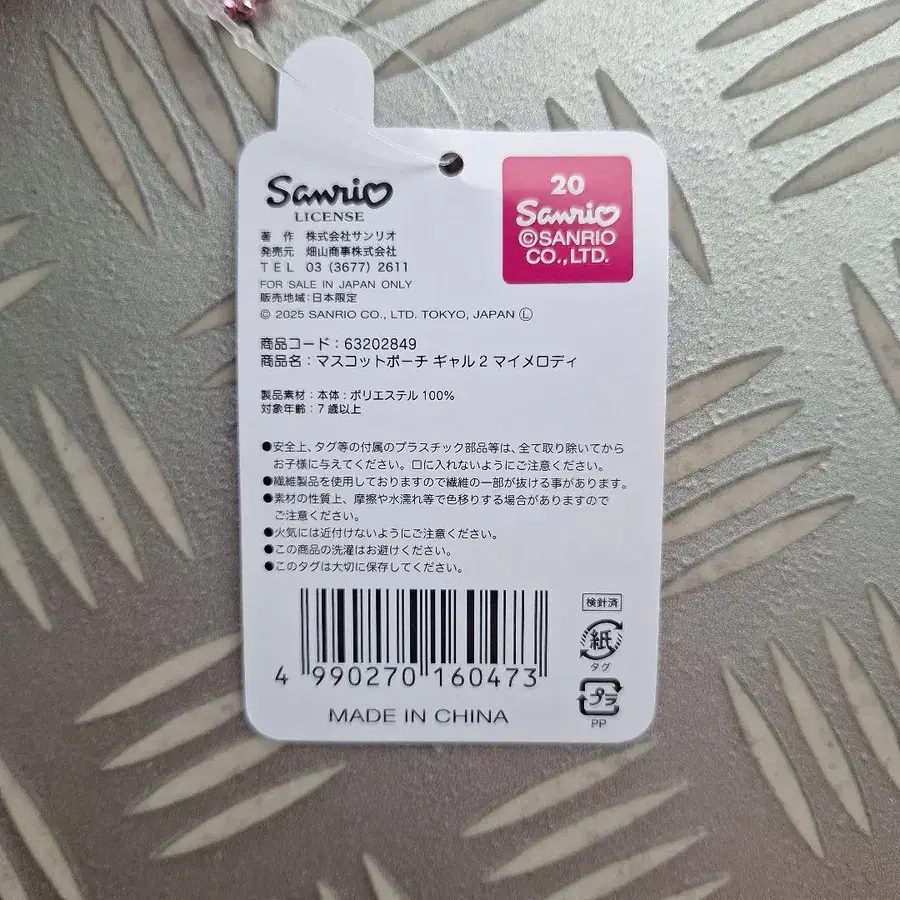 Sanrio
LICENSE
著 作 株式会社サンリオ
発売元 畑山商事株式会社
TEL 03 (3677) 2611
FOR SALE IN JAPAN ONLY
販売地域:日本限定
© 2025 SANRIO CO., LTD. TOKYO, JAPAN Ⓛ
20
Sanrio
©SANRIO
CO.,LTD.
商品コード:63202849
商品名:マスコットポーチ ギャル2 マイメロディ
製品素材:本体:ポリエステル 100%
対象年齢:7歳以上
●安全上、タグ等の付属のプラスチック部品等は、全て取り除いてから
お子様に与えてください。口に入れないようにご注意ください。
●繊維製品を使用しておりますので繊維の一部が抜ける事があります。
●素材の性質上、摩擦や水濡れ等で色移りする場合がありますので
ご注意ください。
●火気には近付けないようにご注意ください。
●この商品の洗濯はお避けください。
●このタグは大切に保存してください。
検針済
紙
タグ
プラ
PP
4 990270 160473
MADE IN CHINA